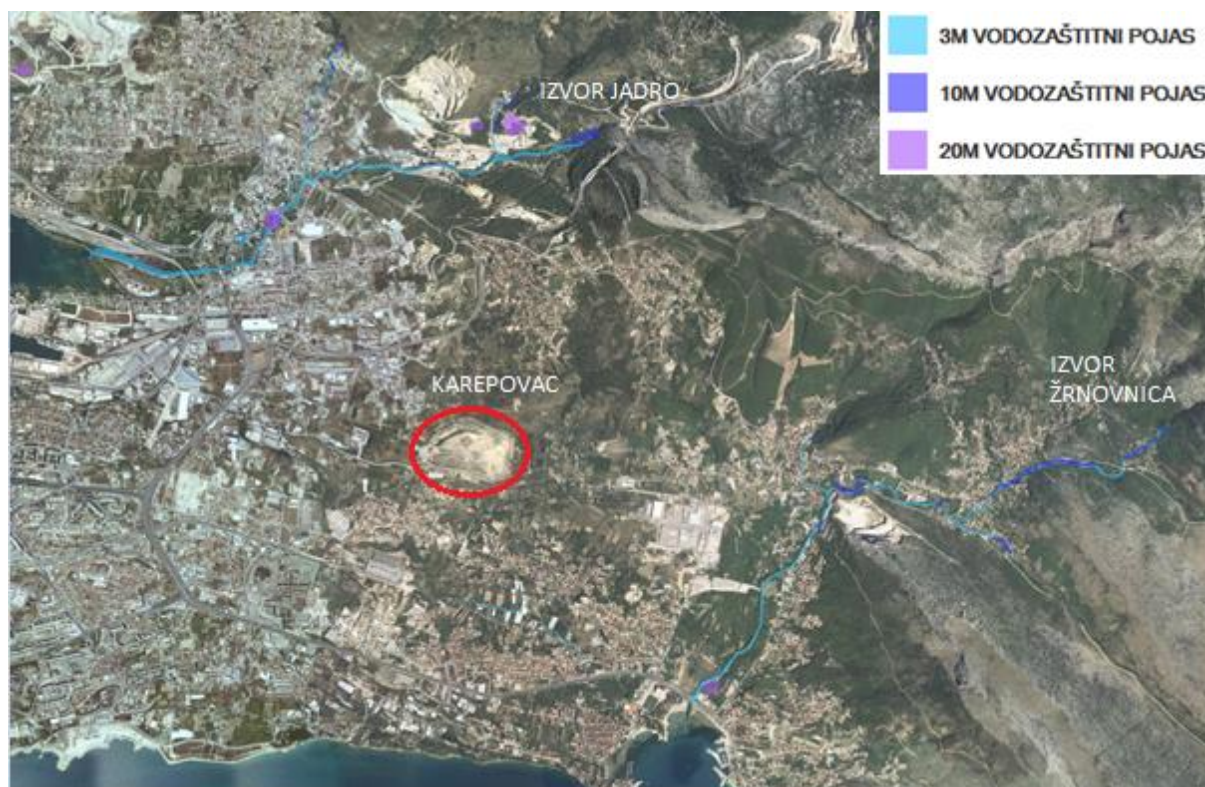 3M VODOZAŠTITNI POJAS
10M VODOZAŠTITNI POJAS
20M VODOZAŠTITNI POJAS
IZVOR JADRO
KAREPOVAC
IZVOR
ŽRNOVNICA